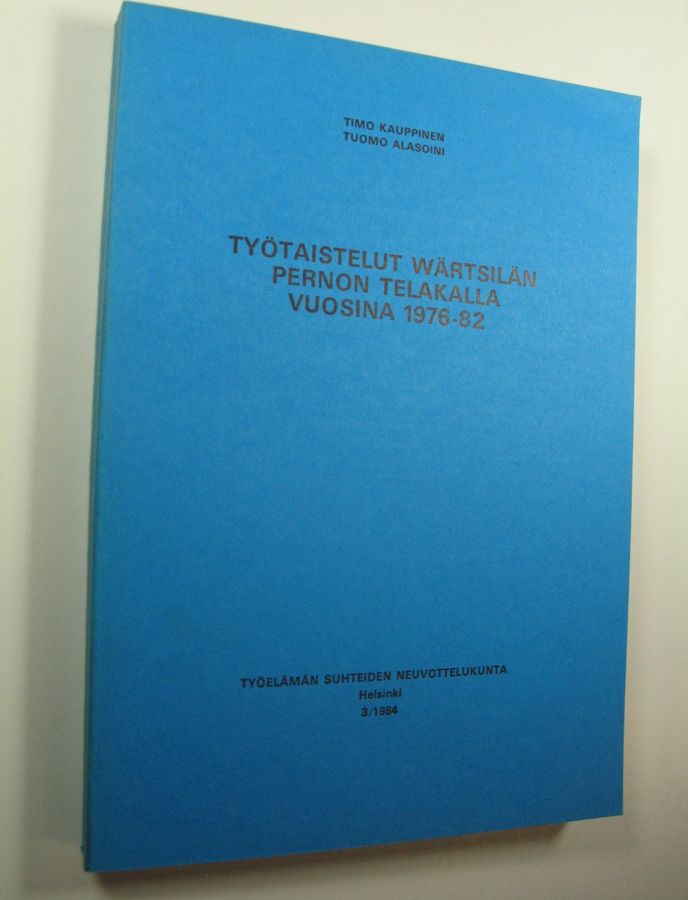 TIMO KAUPPINEN
TUOMO ALASOINI
TYÖTAISTELUT WÄRTSILÄN
PERNON TELAKALLA
VUOSINA 1976-82
TYÖELÄMÄN SUHTEIDEN NEUVOTTELUKUNTA
Helsinki
3/1984